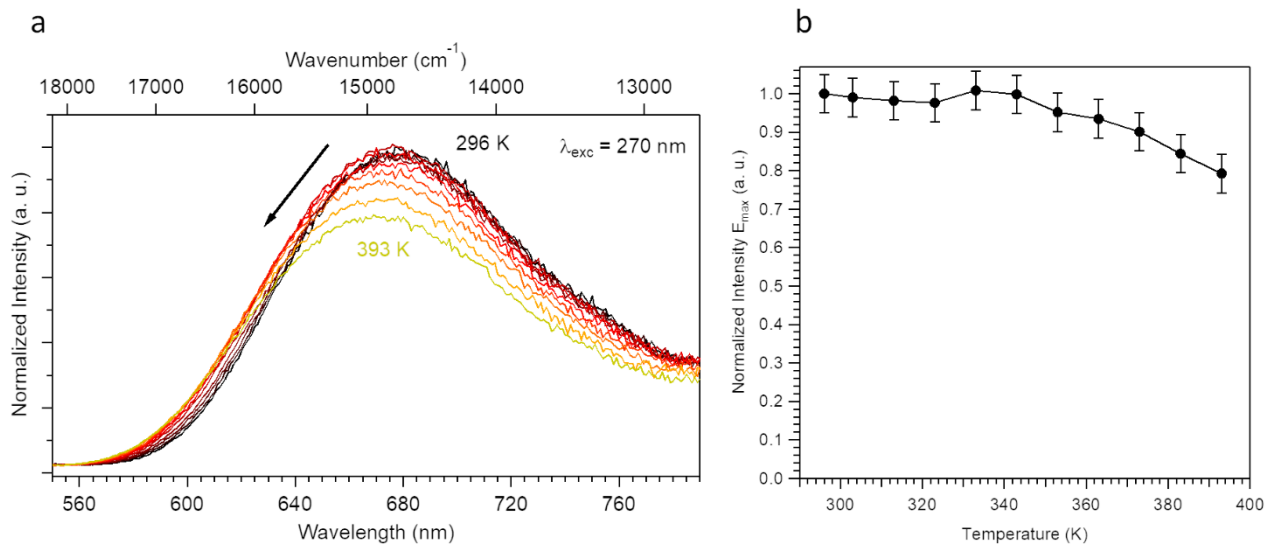 a
Wavenumber (cm⁻¹)
18000 17000 16000 15000 14000 13000
Normalized Intensity (a. u.)
296 K
λexc = 270 nm
393 K
560 600 640 680 720 760
Wavelength (nm)
b
Normalized Intensity Emax (a. u.)
1.0
0.9
0.8
0.7
0.6
0.5
0.4
0.3
0.2
0.1
0.0
300 320 340 360 380 400
Temperature (K)